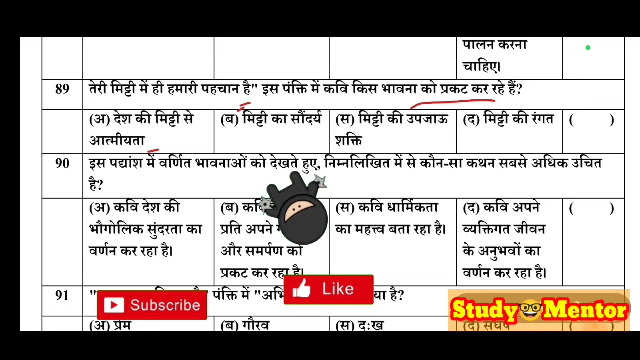 पालन करना
चाहिए।
89 तेरी मिट्टी में ही हमारी पहचान है" इस पंक्ति में कवि किस भावना को प्रकट कर रहे हैं?
(अ) देश की मिट्टी से आत्मीयता
(ब) मिट्टी का सौंदर्य
(स) मिट्टी की उपजाऊ शक्ति
(द) मिट्टी की रंगत
( )
90 इस पद्यांश में वर्णित भावनाओं को देखते हुए, निम्नलिखित में से कौन-सा कथन सबसे अधिक उचित
है?
(अ) कवि देश की
भौगोलिक सुंदरता का
वर्णन कर रहा है।
(ब)
प्रति अपने
और समर्पण को
प्रकट कर रहा है।
(स) कवि धार्मिकता
का महत्त्व बता रहा है।
(द) कवि अपने
व्यक्तिगत जीवन
के अनुभवों का
वर्णन कर रहा है।
( )
91 पंक्ति में "अभि है?
(अ) प्रेम
(ब) गौरव
(स) दुःख
(द) संघर्ष
Subscribe
Like
Study Mentor